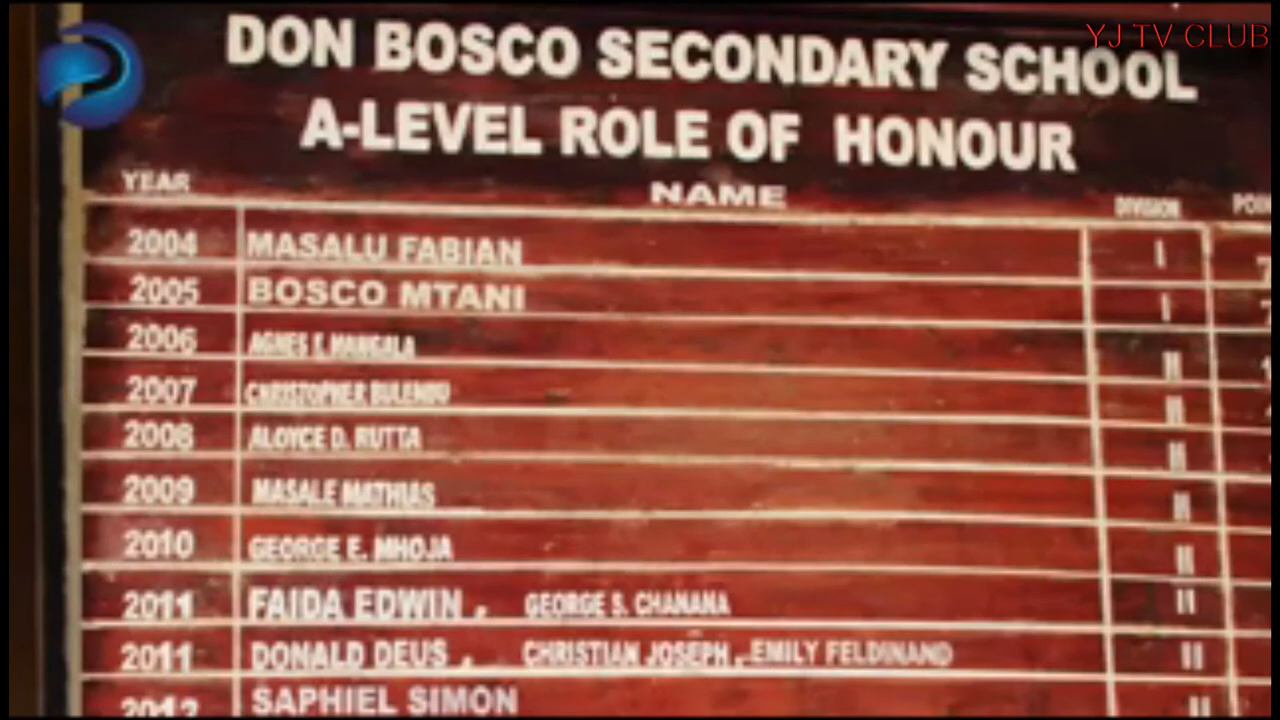 YJ TV CLUB
DON BOSCO SECONDARY SCHOOL
A-LEVEL ROLE OF HONOUR
YEAR NAME DIVISION
2004 MASALU FABIAN I
2005 BOSCO MTANI I
2006 AGNES E. MANGALA II
2007 CHRISTOPHER II
2008 ALOYCE D. RUTTA II
2009 MASALE MATHIAS II
2010 GEORGE E. MHOJA II
2011 FAIDA EDWIN , GEORGE S. CHANANA II
2011 DONALD DEUS , CHRISTIAN JOSEPH , EMILY FELDINAND II
2012 SAPHIEL SIMON II